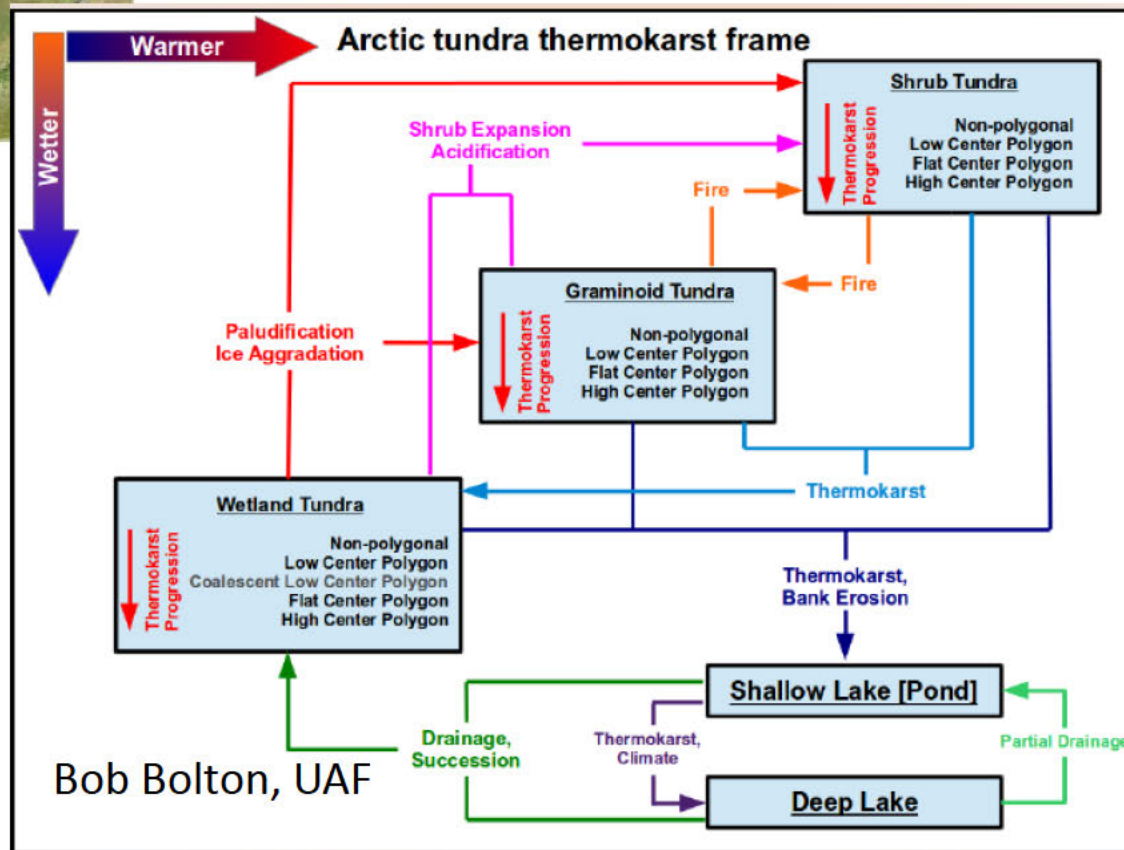 Warmer
Arctic tundra thermokarst frame
Wetter
Shrub Tundra
Thermokarst
Progression
Non-polygonal
Low Center Polygon
Flat Center Polygon
High Center Polygon
Shrub Expansion
Acidification
Fire
Fire
Graminoid Tundra
Thermokarst
Progression
Non-polygonal
Low Center Polygon
Flat Center Polygon
High Center Polygon
Paludification
Ice Aggradation
Thermokarst
Wetland Tundra
Thermokarst
Progression
Non-polygonal
Low Center Polygon
Coalescent Low Center Polygon
Flat Center Polygon
High Center Polygon
Thermokarst,
Bank Erosion
Shallow Lake [Pond]
Drainage,
Succession
Thermokarst,
Climate
Partial Drainage
Deep Lake
Bob Bolton, UAF